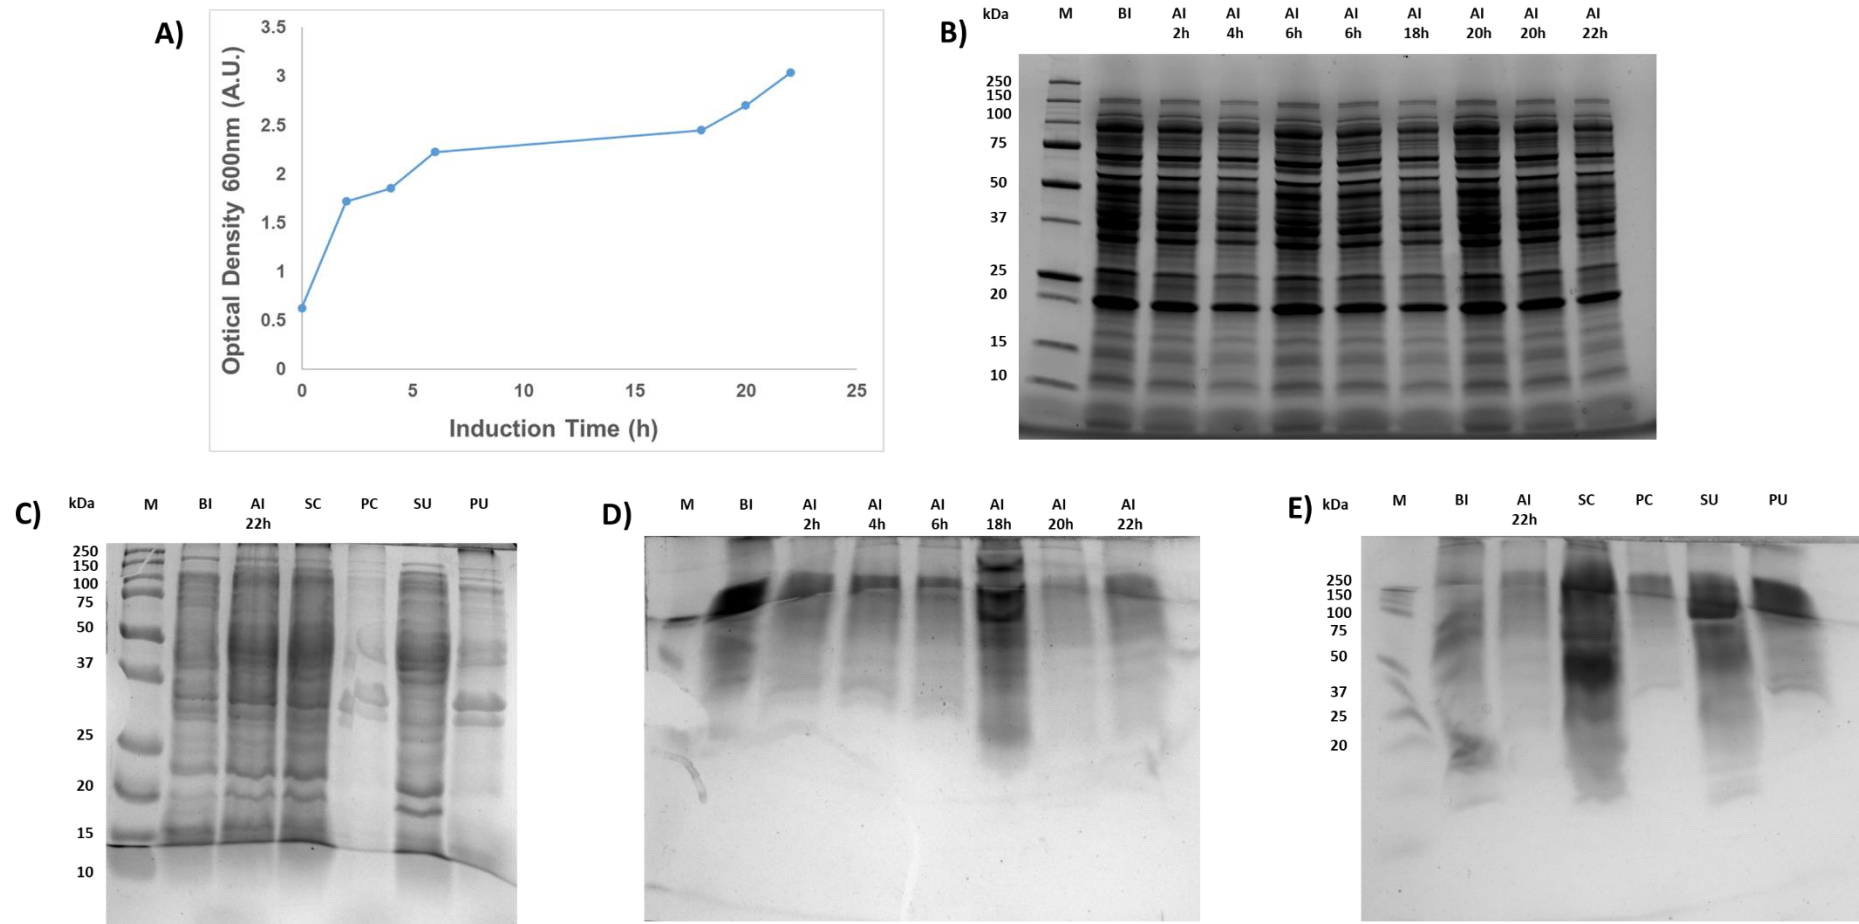 A)
Optical Density 600nm (A.U.)
3.5
3
2.5
2
1.5
1
0.5
0
0 5 10 15 20 25
Induction Time (h)
B)
kDa M BI AI AI AI AI AI AI AI AI
2h 4h 6h 6h 18h 20h 20h 22h
250
150
100
75
50
37
25
20
15
10
C)
kDa M BI AI SC PC SU PU
22h
250
150
100
75
50
37
25
20
15
10
D)
M BI AI AI AI AI AI AI
2h 4h 6h 18h 20h 22h
E)
kDa M BI AI SC PC SU PU
22h
250
150
100
75
50
37
25
20